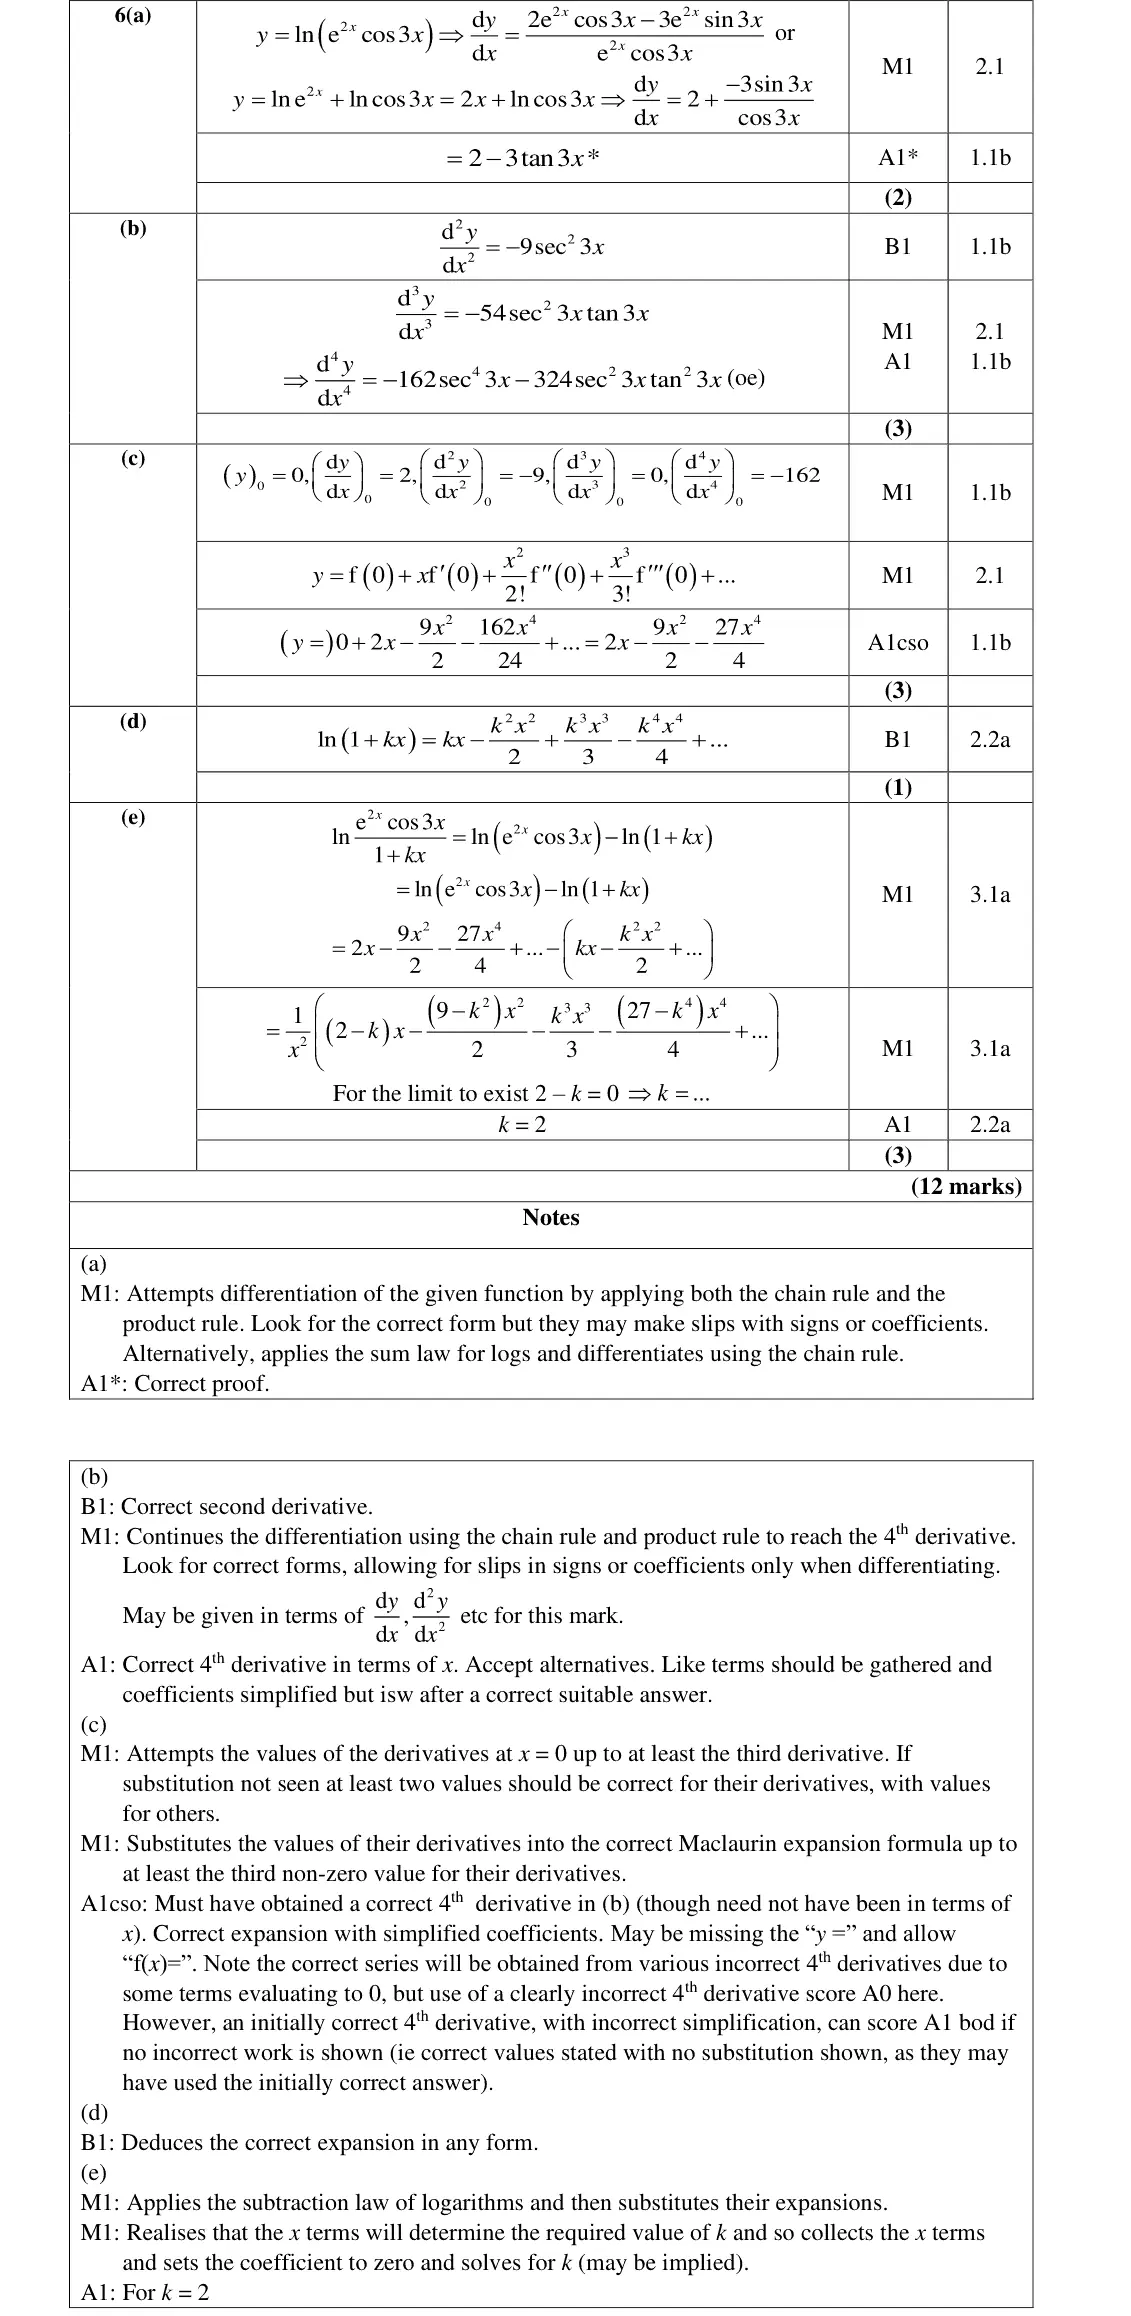 6(a)
y = ln(e^{2x} cos 3x) ⇒ dy/dx = (2e^{2x} cos 3x − 3e^{2x} sin 3x)/(e^{2x} cos 3x) or
y = ln e^{2x} + ln cos 3x = 2x + ln cos 3x ⇒ dy/dx = 2 + (−3sin 3x)/(cos 3x)
M1 2.1
= 2 − 3 tan 3x * A1* 1.1b
(2)
(b) d²y/dx² = −9sec² 3x B1 1.1b
d³y/dx³ = −54sec² 3x tan 3x
⇒ d⁴y/dx⁴ = −162sec⁴ 3x − 324sec² 3x tan² 3x (oe)
M1 2.1
A1 1.1b
(3)
(c) (y)₀ = 0, (dy/dx)₀ = 2, (d²y/dx²)₀ = −9, (d³y/dx³)₀ = 0, (d⁴y/dx⁴)₀ = −162 M1 1.1b
y = f(0) + xf′(0) + x²/2! f″(0) + x³/3! f‴(0) + ... M1 2.1
(y =)0 + 2x − 9x²/2 − 162x⁴/24 + ... = 2x − 9x²/2 − 27x⁴/4 A1cso 1.1b
(3)
(d) ln(1 + kx) = kx − k²x²/2 + k³x³/3 − k⁴x⁴/4 + ... B1 2.2a
(1)
(e) ln (e^{2x} cos 3x)/(1 + kx) = ln(e^{2x} cos 3x) − ln(1 + kx)
= ln(e^{2x} cos 3x) − ln(1 + kx)
= 2x − 9x²/2 − 27x⁴/4 + ... − (kx − k²x²/2 + ...)
M1 3.1a
= 1/x² ((2 − k)x − (9 − k²)x²/2 − k³x³/3 − (27 − k⁴)x⁴/4 + ...)
For the limit to exist 2 – k = 0 ⇒ k = ...
M1 3.1a
k = 2 A1 2.2a
(3)
(12 marks)
Notes
(a)
M1: Attempts differentiation of the given function by applying both the chain rule and the
product rule. Look for the correct form but they may make slips with signs or coefficients.
Alternatively, applies the sum law for logs and differentiates using the chain rule.
A1*: Correct proof.
(b)
B1: Correct second derivative.
M1: Continues the differentiation using the chain rule and product rule to reach the 4th derivative.
Look for correct forms, allowing for slips in signs or coefficients only when differentiating.
May be given in terms of dy/dx, d²y/dx² etc for this mark.
A1: Correct 4th derivative in terms of x. Accept alternatives. Like terms should be gathered and
coefficients simplified but isw after a correct suitable answer.
(c)
M1: Attempts the values of the derivatives at x = 0 up to at least the third derivative. If
substitution not seen at least two values should be correct for their derivatives, with values
for others.
M1: Substitutes the values of their derivatives into the correct Maclaurin expansion formula up to
at least the third non-zero value for their derivatives.
A1cso: Must have obtained a correct 4th derivative in (b) (though need not have been in terms of
x). Correct expansion with simplified coefficients. May be missing the “y =” and allow
“f(x)=”. Note the correct series will be obtained from various incorrect 4th derivatives due to
some terms evaluating to 0, but use of a clearly incorrect 4th derivative score A0 here.
However, an initially correct 4th derivative, with incorrect simplification, can score A1 bod if
no incorrect work is shown (ie correct values stated with no substitution shown, as they may
have used the initially correct answer).
(d)
B1: Deduces the correct expansion in any form.
(e)
M1: Applies the subtraction law of logarithms and then substitutes their expansions.
M1: Realises that the x terms will determine the required value of k and so collects the x terms
and sets the coefficient to zero and solves for k (may be implied).
A1: For k = 2